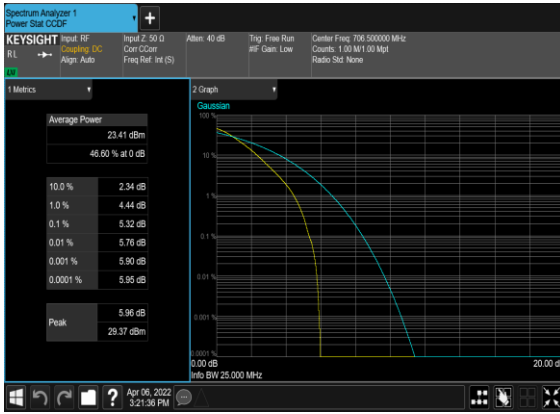 Spectrum Analyzer 1
Power Stat CCDF
+
KEYSIGHT
RL
Input: RF
Coupling: DC
Align: Auto
Input Z: 50 Ω
Corr CCorr
Freq Ref: Int (S)
Atten: 40 dB
Trig: Free Run
#IF Gain: Low
Center Freq: 706.500000 MHz
Counts: 1.00 M/1.00 Mpt
Radio Std: None
1 Metrics
Average Power
23.41 dBm
46.60 % at 0 dB
10.0 % 2.34 dB
1.0 % 4.44 dB
0.1 % 5.32 dB
0.01 % 5.76 dB
0.001 % 5.90 dB
0.0001 % 5.95 dB
Peak
5.96 dB
29.37 dBm
2 Graph
Gaussian
100 %
10 %
1 %
0.1 %
0.01 %
0.001 %
0.0001 %
0.00 dB
20.00 d
Info BW 25.000 MHz
?
Apr 06, 2022
3:21:36 PM